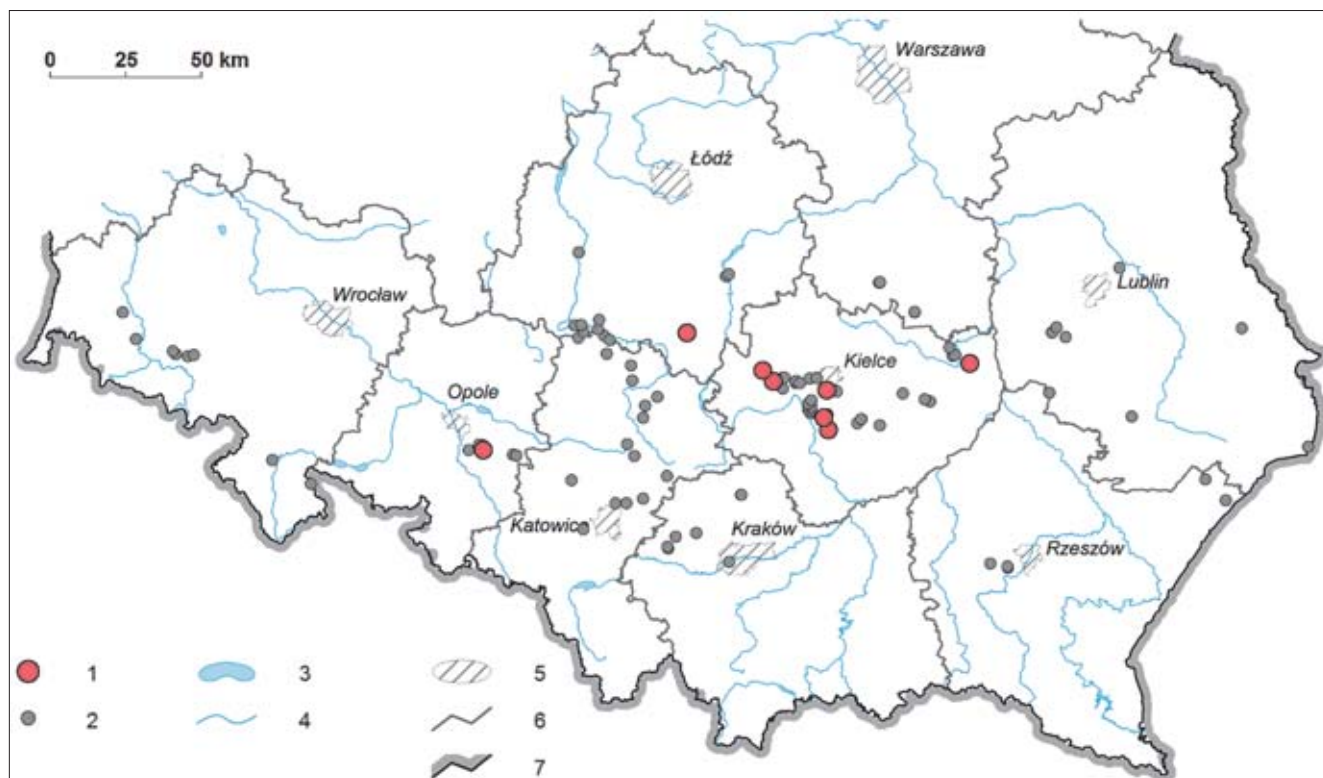 0 25 50 km
Warszawa
Łódź
Wrocław
Lublin
Kielce
Opole
Katowice
Kraków
Rzeszów
1 3 5
2 4 6
7